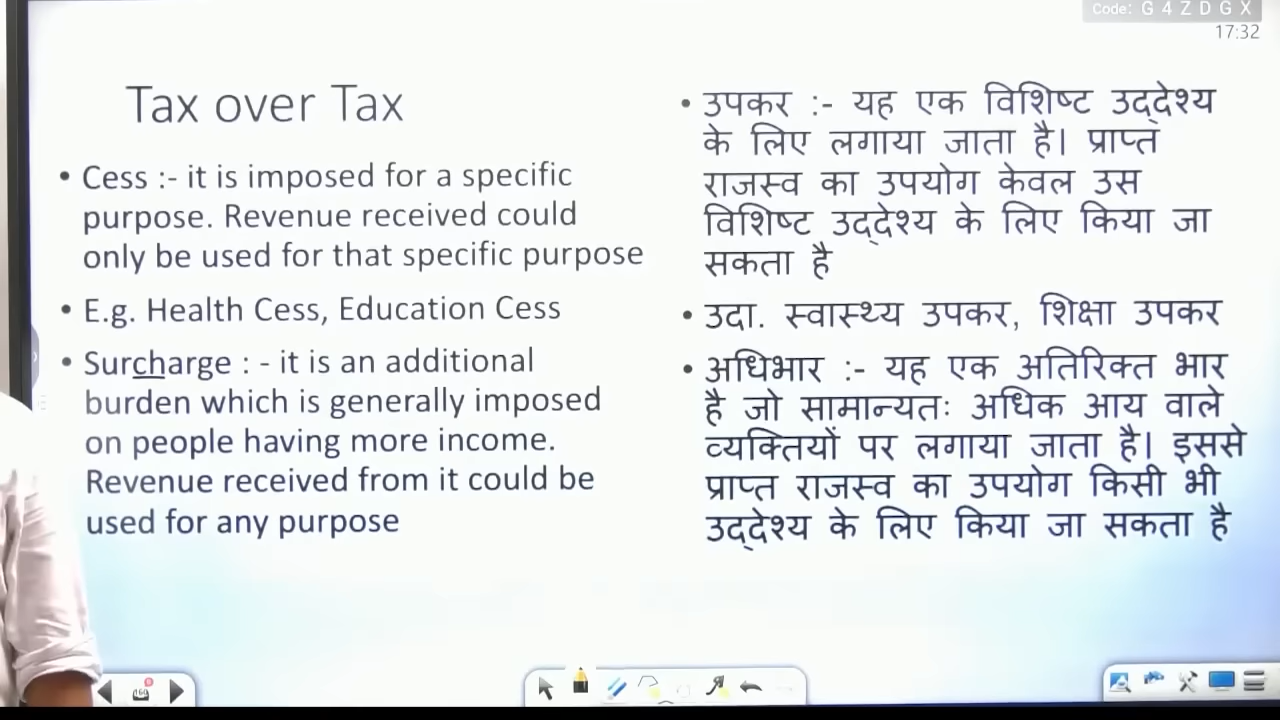 Code: G 4 Z D G X
17:32
Tax over Tax
• Cess :- it is imposed for a specific
purpose. Revenue received could
only be used for that specific purpose
• E.g. Health Cess, Education Cess
• Surcharge : - it is an additional
burden which is generally imposed
on people having more income.
Revenue received from it could be
used for any purpose
• उपकर :- यह एक विशिष्ट उद्देश्य
के लिए लगाया जाता है। प्राप्त
राजस्व का उपयोग केवल उस
विशिष्ट उद्देश्य के लिए किया जा
सकता है
• उदा. स्वास्थ्य उपकर, शिक्षा उपकर
• अधिभार :- यह एक अतिरिक्त भार
है जो सामान्यतः अधिक आय वाले
व्यक्तियों पर लगाया जाता है। इससे
प्राप्त राजस्व का उपयोग किसी भी
उद्देश्य के लिए किया जा सकता है